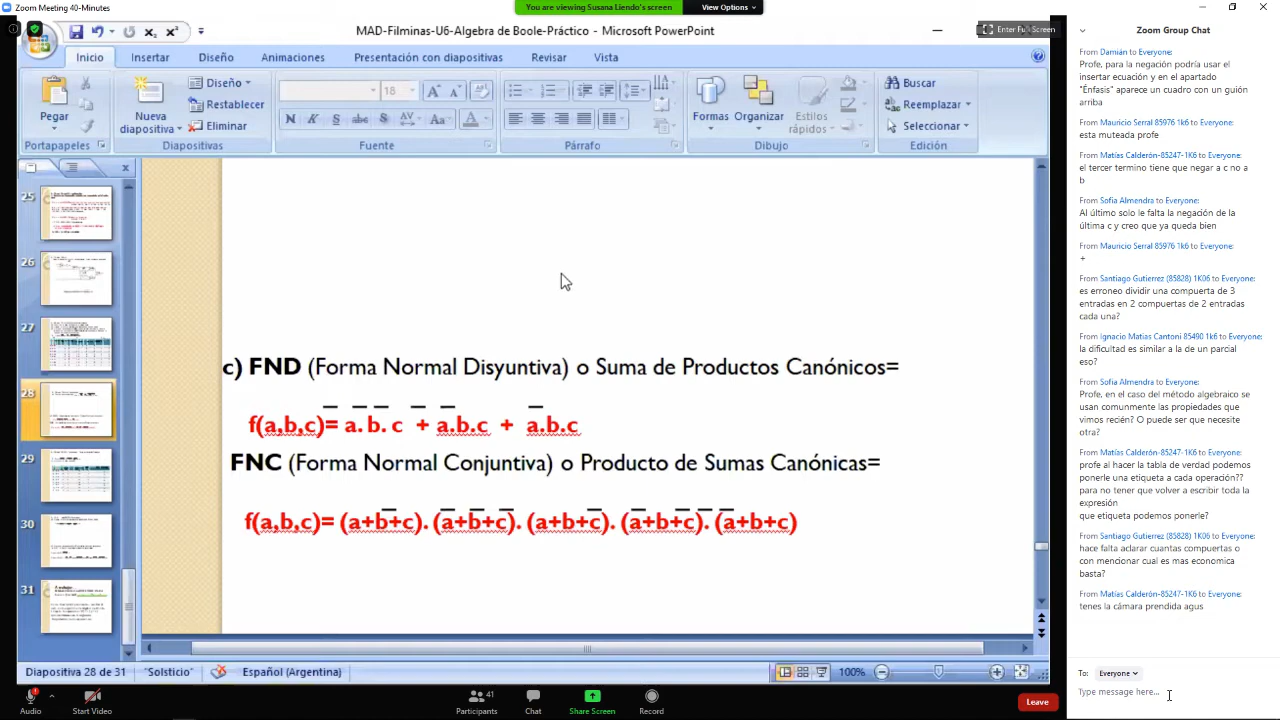 Zoom Meeting 40-Minutes
You are viewing Susana Liendo's screen
View Options
MAD-Filminas-U6-Algebra de Boole-Práctico - Microsoft PowerPoint
Enter Full Screen
Inicio
Insertar
Diseño
Animaciones
Presentación con diapositivas
Revisar
Vista
Pegar
Portapapeles
Nueva diapositiva
Diseño
Restablecer
Eliminar
Diapositivas
18
Fuente
Párrafo
Formas
Organizar
Estilos rápidos
Dibujo
Buscar
Reemplazar
Seleccionar
Edición
25
26
27
28
29
30
31
c) FND (Forma Normal Disyuntiva) o Suma de Productos Canónicos=
f(a,b,c)= a̅. b̅. c̅ + a̅.b.c + a.b.c
FNC (Forma Normal Conjuntiva) o Producto de Sumas Canónicas=
Diapositiva 28 de 31
"Solsticio"
Español (Argentina)
100%
Start Video
41
Participants
Chat
Share Screen
Record
Leave
Zoom Group Chat
From Damián to Everyone:
Profe, para la negación podría usar el
insertar ecuación y en el apartado
"Énfasis" aparece un cuadro con un guión
arriba
From Mauricio Serral 85976 1k6 to Everyone:
esta muteada profe
From Matías Calderón-85247-1K6 to Everyone:
el tercer termino tiene que negar a c no a
b
From Sofia Almendra to Everyone:
Al último solo le falta la negación de la
última c y creo que ya queda bien
From Mauricio Serral 85976 1k6 to Everyone:
+
From Santiago Gutierrez (85828) 1K06 to Everyone:
es erroneo dividir una compuerta de 3
entradas en 2 compuertas de 2 entradas
cada una?
From Ignacio Matias Cantoni 85490 1k6 to Everyone:
la dificultad es similar a la de un parcial
eso?
From Sofia Almendra to Everyone:
Profe, en el caso del método algebraico se
usan comunmente las propiedades que
vimos recién? O puede ser que necesite
otra?
From Matías Calderón-85247-1K6 to Everyone:
profe al hacer la tabla de verdad podemos
ponerle una etiqueta a cada operación??
para no tener que volver a escribir toda la
expresión
que etiqueta podemos ponerle?
From Santiago Gutierrez (85828) 1K06 to Everyone:
hace falta aclarar cuantas compuertas o
con mencionar cual es mas economica
basta?
From Matías Calderón-85247-1K6 to Everyone:
tenes la cámara prendida agus
To: Everyone
Type message here...